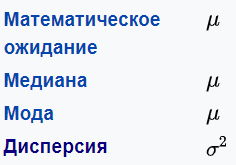 Математическое μ
ожидание
Медиана μ
Мода μ
Дисперсия σ²